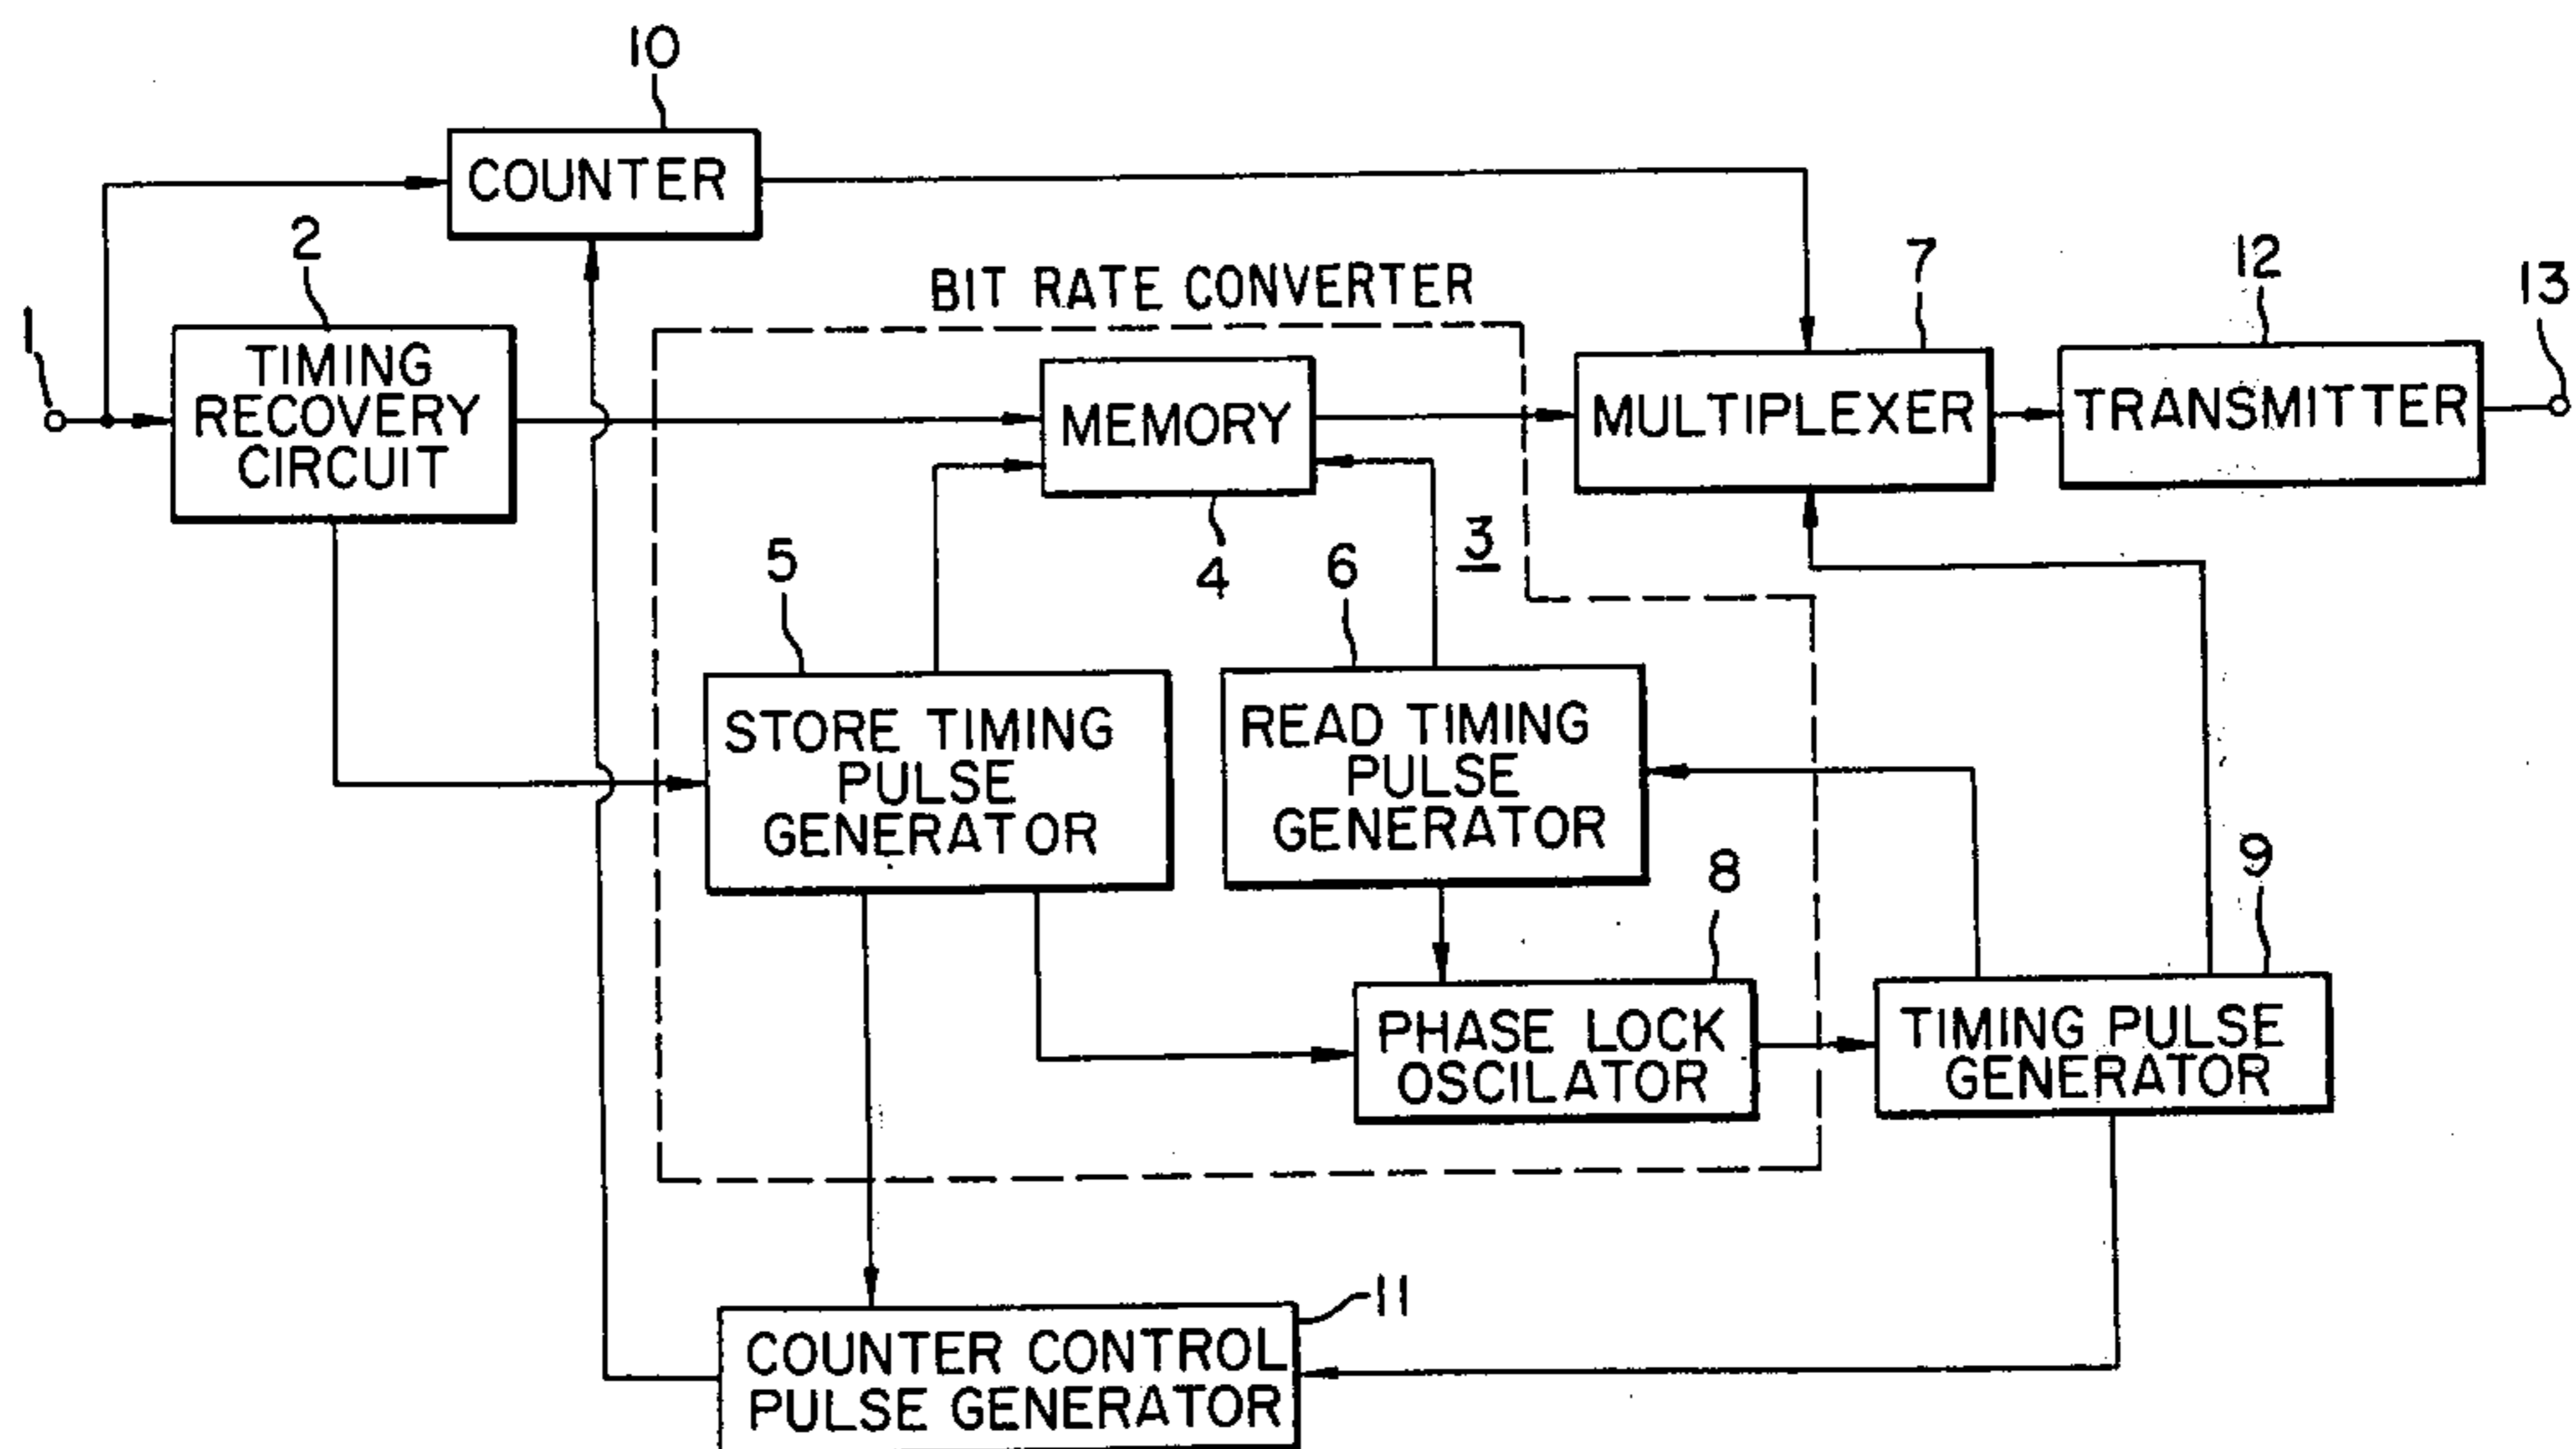 10
COUNTER
2
BIT RATE CONVERTER
7
12
13
1
TIMING
RECOVERY
CIRCUIT
MEMORY
MULTIPLEXER
TRANSMITTER
5
4
6
3
STORE TIMING
PULSE
GENERATOR
READ TIMING
PULSE
GENERATOR
8
9
PHASE LOCK
OSCILATOR
TIMING PULSE
GENERATOR
11
COUNTER CONTROL
PULSE GENERATOR